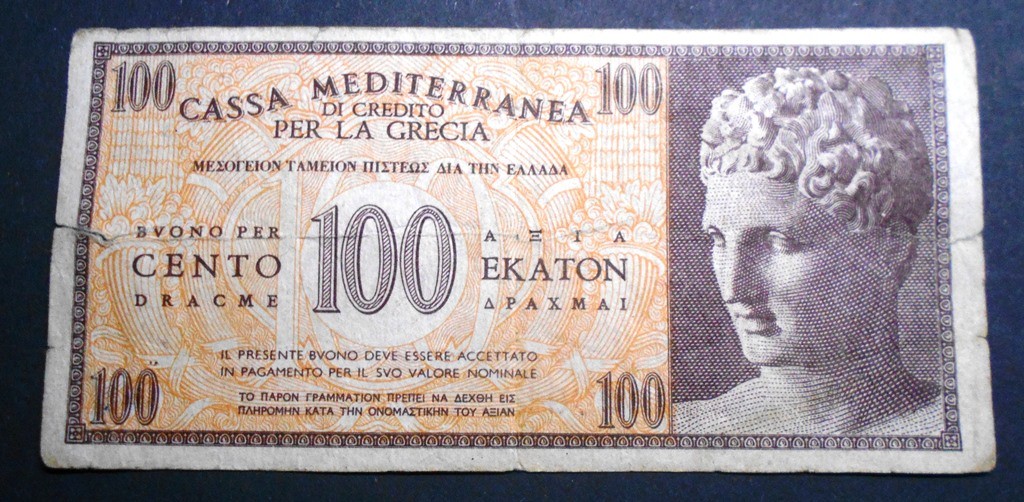 100 100
CASSA MEDITERRANEA
DI CREDITO
PER LA GRECIA
ΜΕΣΟΓΕΙΟΝ ΤΑΜΕΙΟΝ ΠΙΣΤΕΩΣ ΔΙΑ ΤΗΝ ΕΛΛΑΔΑ
BVONO PER 100 ΑΞΙΑ
CENTO ΕΚΑΤΟΝ
DRACME ΔΡΑΧΜΑΙ
IL PRESENTE BVONO DEVE ESSERE ACCETTATO
IN PAGAMENTO PER IL SVO VALORE NOMINALE
ΤΟ ΠΑΡΟΝ ΓΡΑΜΜΑΤΙΟΝ ΠΡΕΠΕΙ ΝΑ ΔΕΧΘΗ ΕΙΣ
ΠΛΗΡΟΜΗΝ ΚΑΤΑ ΤΗΝ ΟΝΟΜΑΣΤΙΚΗΝ ΤΟΥ ΑΞΙΑΝ
100 100